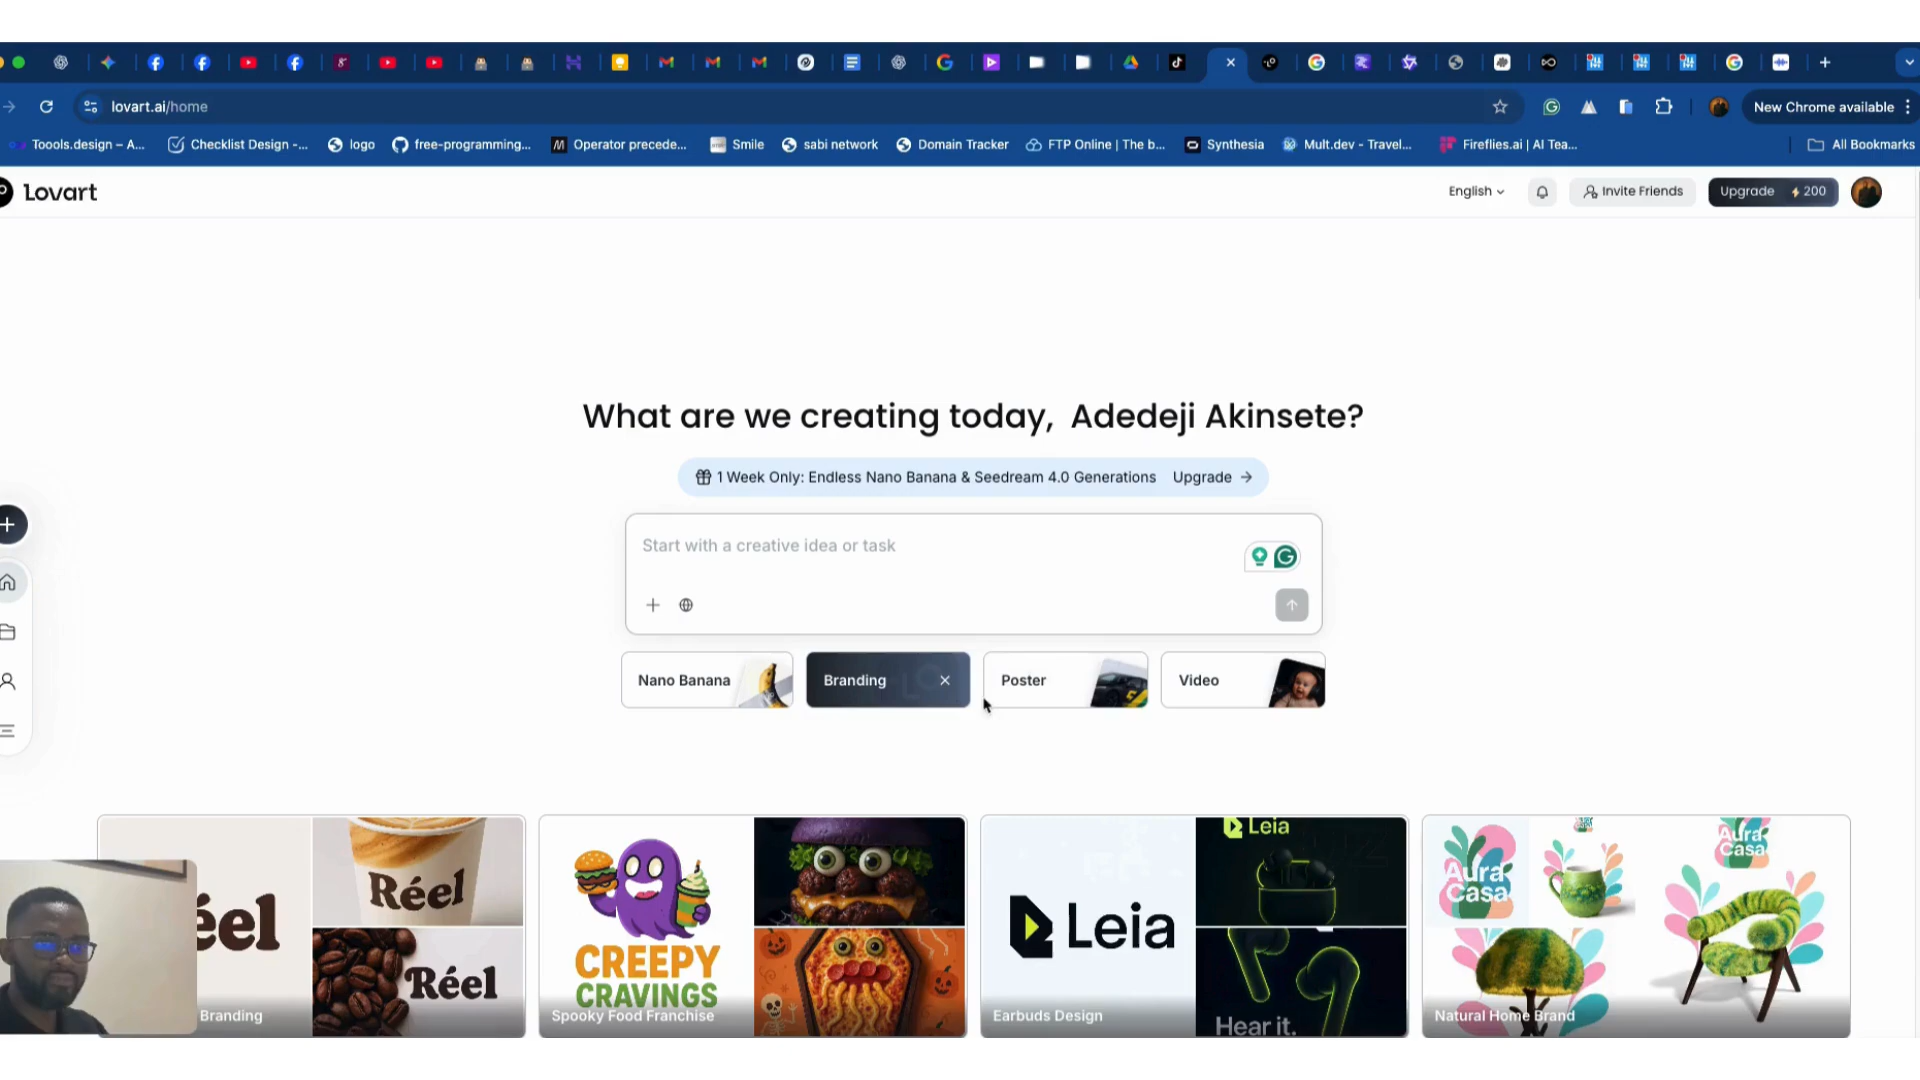 lovart.ai/home
New Chrome available
Toools.design – A...
Checklist Design -...
logo
free-programming...
Operator precede...
Smile
sabi network
Domain Tracker
FTP Online | The b...
Synthesia
Mult.dev - Travel...
Fireflies.ai | AI Tea...
All Bookmarks
Lovart
English
Invite Friends
Upgrade 200
What are we creating today, Adedeji Akinsete?
1 Week Only: Endless Nano Banana & Seedream 4.0 Generations Upgrade →
Start with a creative idea or task
Nano Banana
Branding
Poster
Video
éel
Réel
Réel
Branding
CREEPY
CRAVINGS
Spooky Food Franchise
Leia
Leia
Hear it.
Earbuds Design
Aura
Casa
Aura
Casa
Natural Home Brand